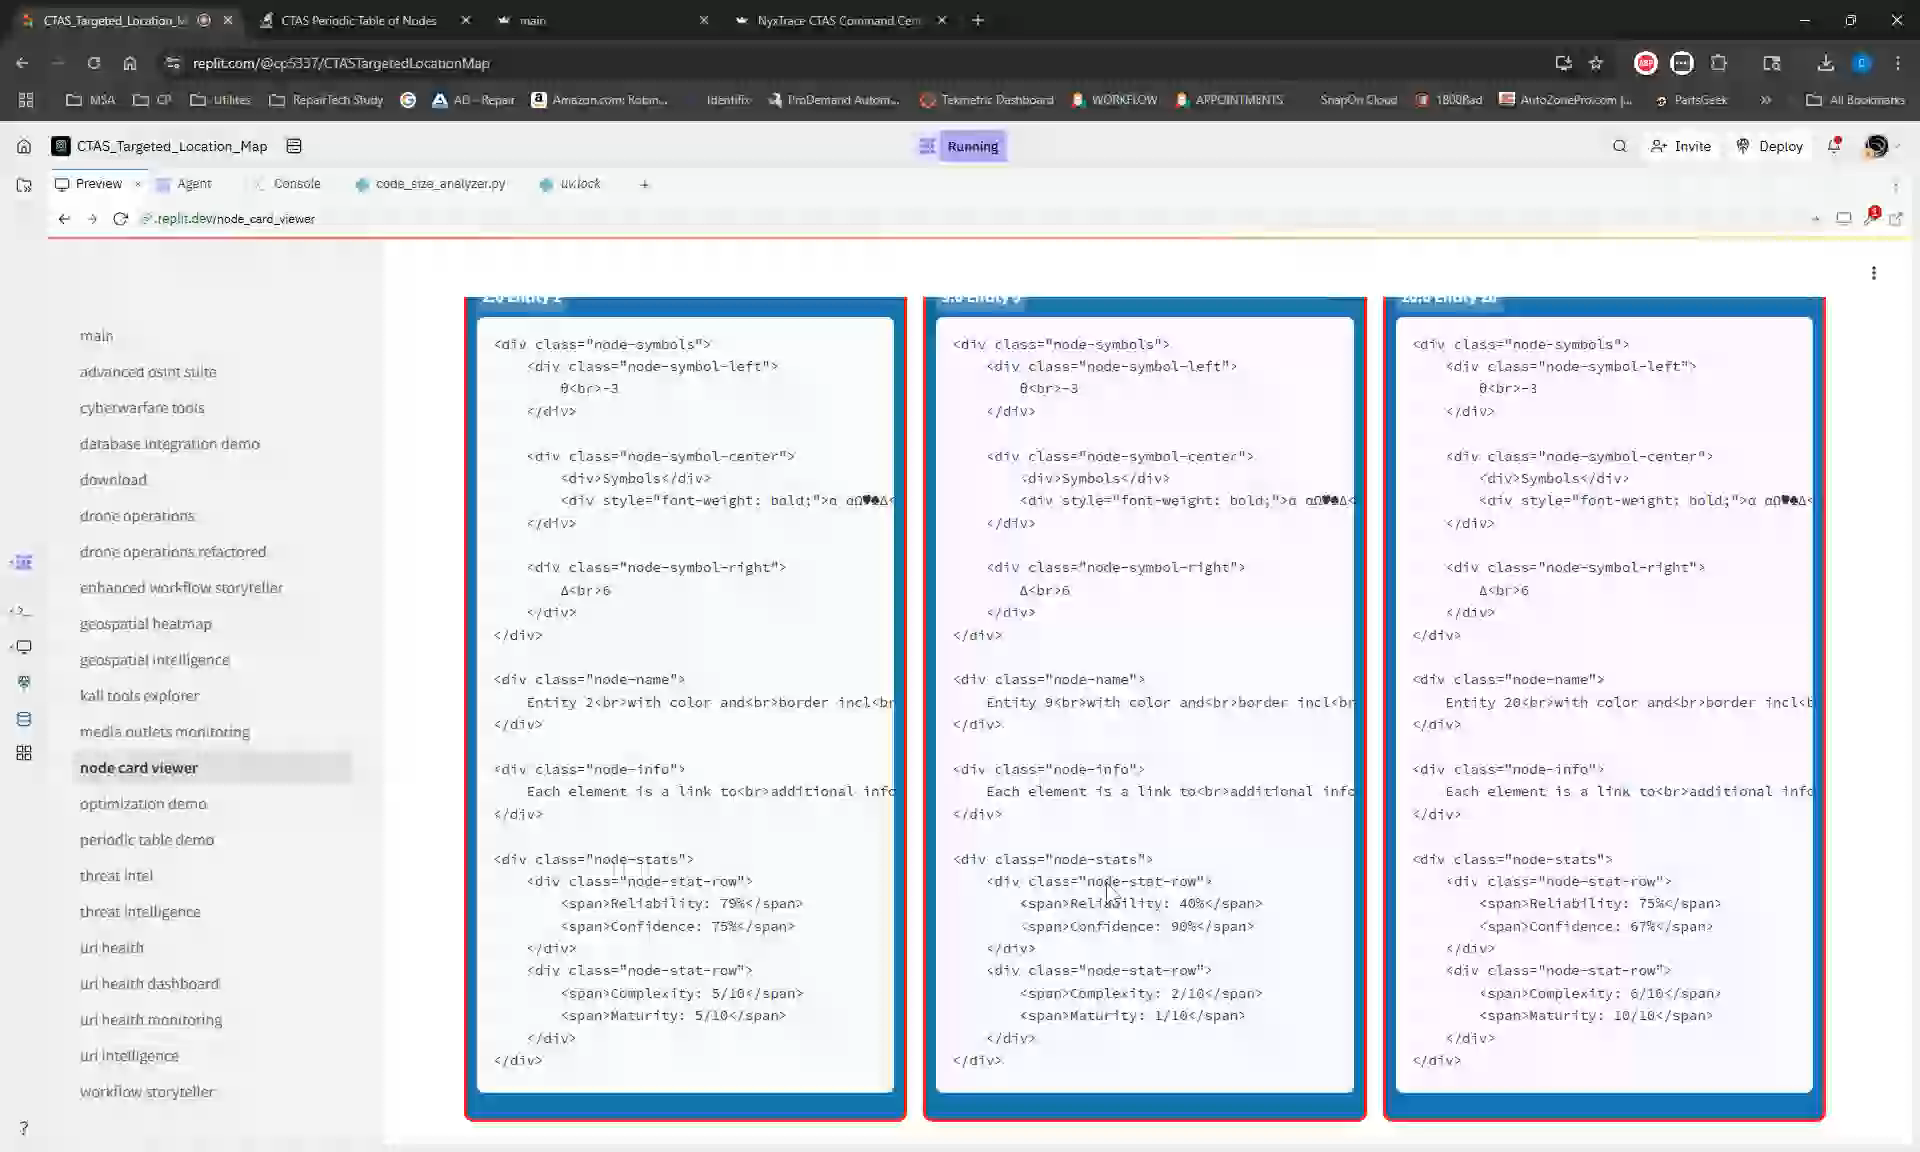 CTAS_Targeted_Location_M
CTAS Periodic Table of Nodes
main
NyxTrace CTAS Command Cen
replit.com/@cp5337/CTASTargetedLocationMap
ABP
MSA
CP
Utilites
RepairTech Study
AD - Repair
Amazon.com: Robin...
Identifix
ProDemand Autom...
Tekmetric Dashboard
WORKFLOW
APPOINTMENTS
SnapOn Cloud
1800Rad
AutoZonePro.com |...
PartsGeek
All Bookmarks
CTAS_Targeted_Location_Map
Running
Invite
Deploy
Preview
Agent
Console
code_size_analyzer.py
uv.lock
.replit.dev/node_card_viewer
1
main
advanced osint suite
cyberwarfare tools
database integration demo
download
drone operations
drone operations refactored
enhanced workflow storyteller
geospatial heatmap
geospatial intelligence
kali tools explorer
media outlets monitoring
node card viewer
optimization demo
periodic table demo
threat intel
threat intelligence
url health
url health dashboard
url health monitoring
url intelligence
workflow storyteller
<div class="node-symbols">
<div class="node-symbol-left">
θ<br>-3
</div>
<div class="node-symbol-center">
<div>Symbols</div>
<div style="font-weight: bold;">α αΩ♥♠Δ<
</div>
<div class="node-symbol-right">
Δ<br>6
</div>
</div>
<div class="node-name">
Entity 2<br>with color and<br>border incl<br
</div>
<div class="node-info">
Each element is a link to<br>additional info
</div>
<div class="node-stats">
<div class="node-stat-row">
<span>Reliability: 79%</span>
<span>Confidence: 75%</span>
</div>
<div class="node-stat-row">
<span>Complexity: 5/10</span>
<span>Maturity: 5/10</span>
</div>
</div>
<div class="node-symbols">
<div class="node-symbol-left">
θ<br>-3
</div>
<div class="node-symbol-center">
<div>Symbols</div>
<div style="font-weight: bold;">α αΩ♥♠Δ<
</div>
<div class="node-symbol-right">
Δ<br>6
</div>
</div>
<div class="node-name">
Entity 9<br>with color and<br>border incl<br
</div>
<div class="node-info">
Each element is a link to<br>additional info
</div>
<div class="node-stats">
<div class="node-stat-row">
<span>Reliability: 40%</span>
<span>Confidence: 90%</span>
</div>
<div class="node-stat-row">
<span>Complexity: 2/10</span>
<span>Maturity: 1/10</span>
</div>
</div>
<div class="node-symbols">
<div class="node-symbol-left">
θ<br>-3
</div>
<div class="node-symbol-center">
<div>Symbols</div>
<div style="font-weight: bold;">α αΩ♥♠Δ<
</div>
<div class="node-symbol-right">
Δ<br>6
</div>
</div>
<div class="node-name">
Entity 20<br>with color and<br>border incl<b
</div>
<div class="node-info">
Each element is a link to<br>additional info
</div>
<div class="node-stats">
<div class="node-stat-row">
<span>Reliability: 75%</span>
<span>Confidence: 67%</span>
</div>
<div class="node-stat-row">
<span>Complexity: 6/10</span>
<span>Maturity: 10/10</span>
</div>
</div>